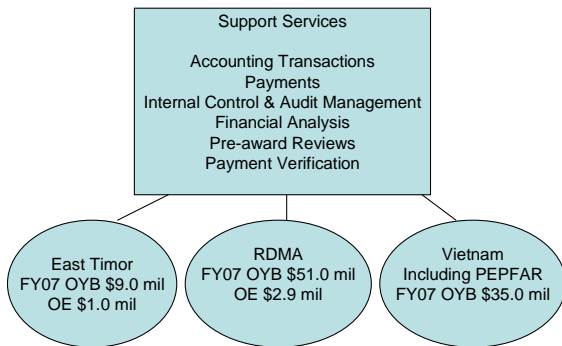 Support Services
Accounting Transactions
Payments
Internal Control & Audit Management
Financial Analysis
Pre-award Reviews
Payment Verification
East Timor
FY07 OYB $9.0 mil
OE $1.0 mil
RDMA
FY07 OYB $51.0 mil
OE $2.9 mil
Vietnam
Including PEPFAR
FY07 OYB $35.0 mil